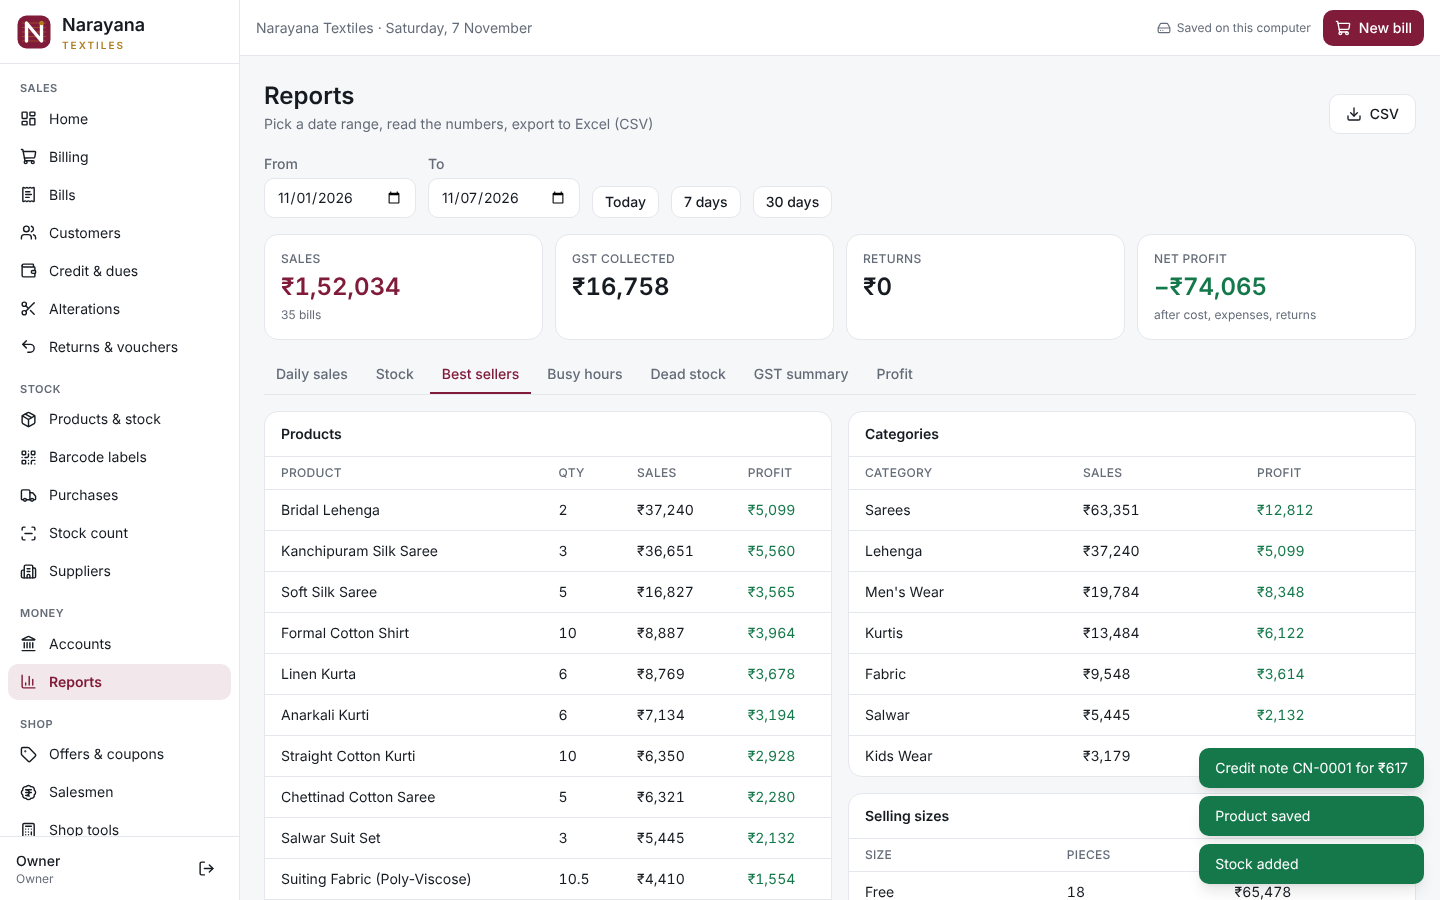 Narayana
TEXTILES
SALES
Home
Billing
Bills
Customers
Credit & dues
Alterations
Returns & vouchers
STOCK
Products & stock
Barcode labels
Purchases
Stock count
Suppliers
MONEY
Accounts
Reports
SHOP
Offers & coupons
Salesmen
Shop tools
Owner
Owner
Narayana Textiles · Saturday, 7 November
Saved on this computer
New bill
Reports
Pick a date range, read the numbers, export to Excel (CSV)
CSV
From
To
11/01/2026
11/07/2026
Today
7 days
30 days
SALES
₹1,52,034
35 bills
GST COLLECTED
₹16,758
RETURNS
₹0
NET PROFIT
−₹74,065
after cost, expenses, returns
Daily sales
Stock
Best sellers
Busy hours
Dead stock
GST summary
Profit
Products
PRODUCT QTY SALES PROFIT
Bridal Lehenga 2 ₹37,240 ₹5,099
Kanchipuram Silk Saree 3 ₹36,651 ₹5,560
Soft Silk Saree 5 ₹16,827 ₹3,565
Formal Cotton Shirt 10 ₹8,887 ₹3,964
Linen Kurta 6 ₹8,769 ₹3,678
Anarkali Kurti 6 ₹7,134 ₹3,194
Straight Cotton Kurti 10 ₹6,350 ₹2,928
Chettinad Cotton Saree 5 ₹6,321 ₹2,280
Salwar Suit Set 3 ₹5,445 ₹2,132
Suiting Fabric (Poly-Viscose) 10.5 ₹4,410 ₹1,554
Categories
CATEGORY SALES PROFIT
Sarees ₹63,351 ₹12,812
Lehenga ₹37,240 ₹5,099
Men's Wear ₹19,784 ₹8,348
Kurtis ₹13,484 ₹6,122
Fabric ₹9,548 ₹3,614
Salwar ₹5,445 ₹2,132
Kids Wear ₹3,179
Selling sizes
SIZE PIECES
Free 18 ₹65,478
Credit note CN-0001 for ₹617
Product saved
Stock added